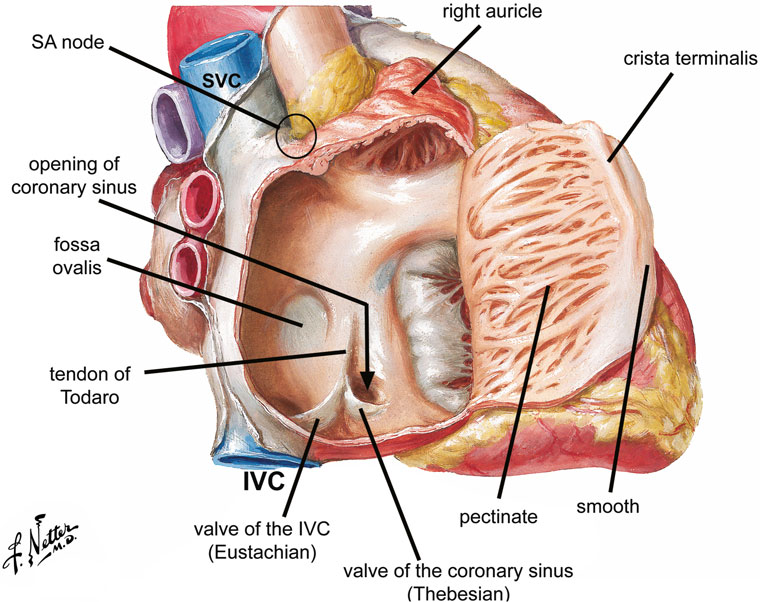 right auricle
SA node
crista terminalis
SVC
opening of
coronary sinus
fossa
ovalis
tendon of
Todaro
IVC
smooth
pectinate
valve of the IVC
(Eustachian)
valve of the coronary sinus
(Thebesian)
F. Netter
M.D.